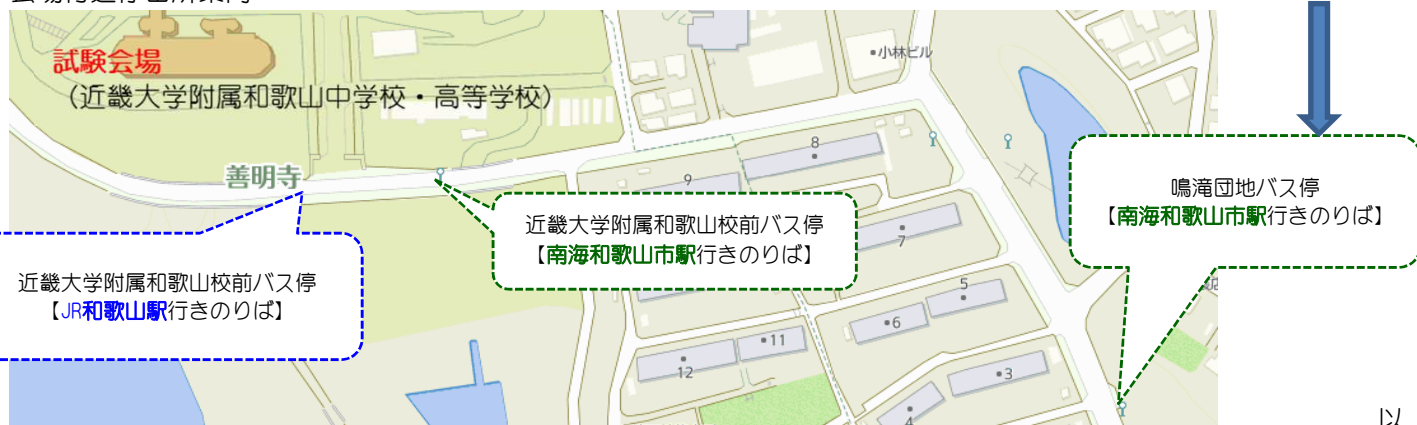 試験会場
（近畿大学附属和歌山中学校・高等学校）
小林ビル
善明寺
8
9
7
5
6
11
12
3
4
近畿大学附属和歌山校前バス停
【南海和歌山市駅行きのりば】
鳴滝団地バス停
【南海和歌山市駅行きのりば】
近畿大学附属和歌山校前バス停
【JR和歌山駅行きのりば】
以